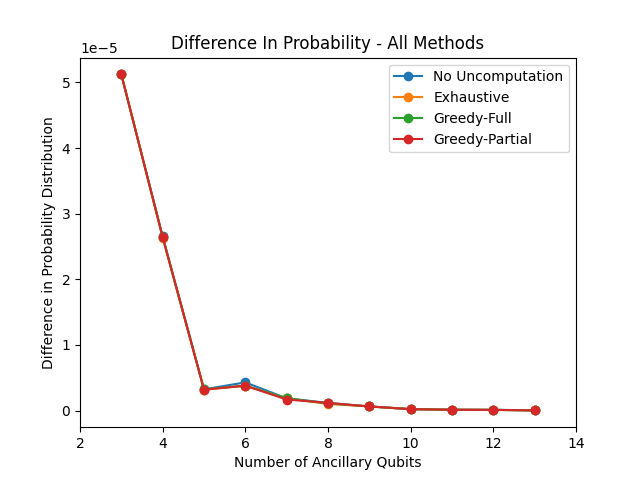 Difference In Probability - All Methods
1e−5
No Uncomputation
Exhaustive
Greedy-Full
Greedy-Partial
Difference in Probability Distribution
5
4
3
2
1
0
2 4 6 8 10 12 14
Number of Ancillary Qubits